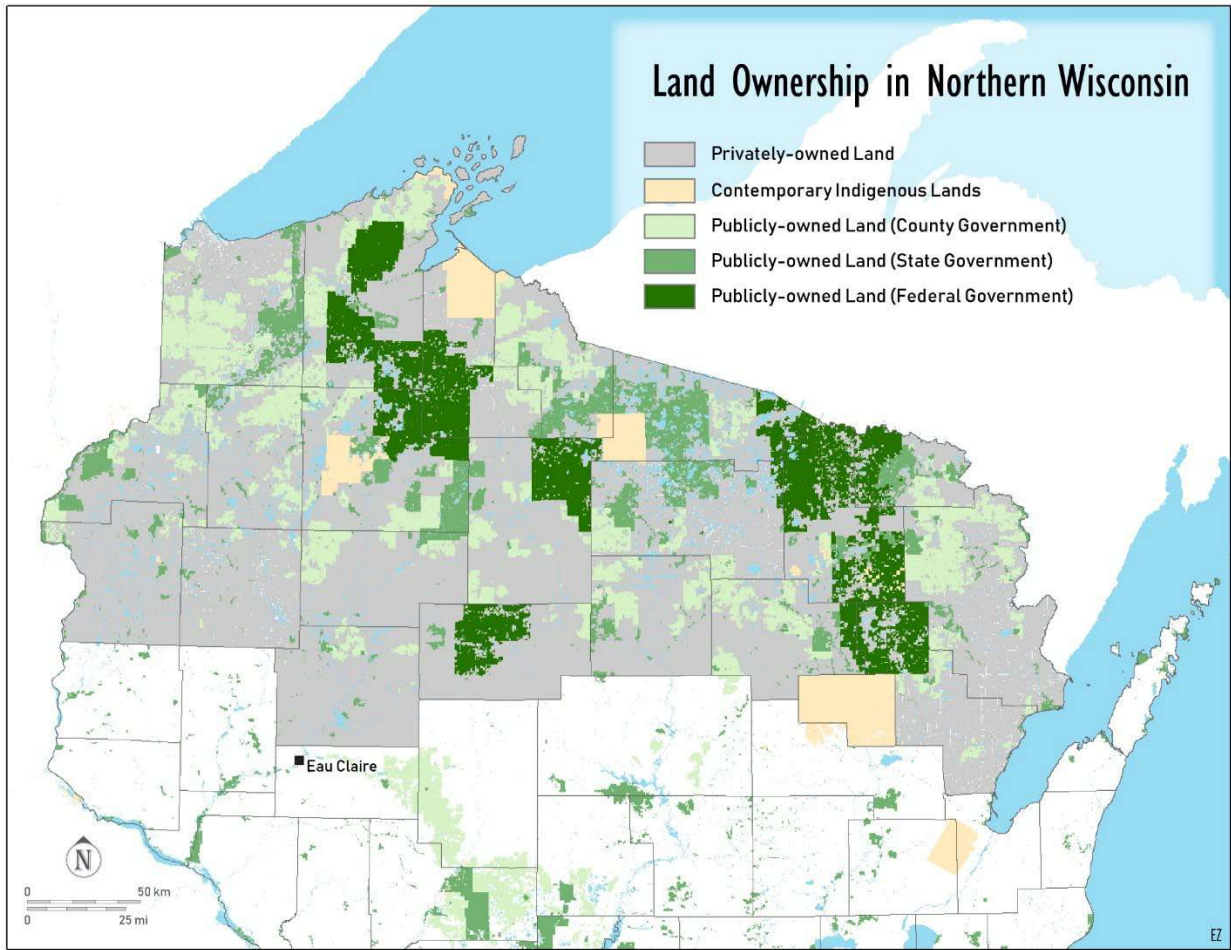 Land Ownership in Northern Wisconsin
Privately-owned Land
Contemporary Indigenous Lands
Publicly-owned Land (County Government)
Publicly-owned Land (State Government)
Publicly-owned Land (Federal Government)
Eau Claire
N
0 50 km
0 25 mi
EZ